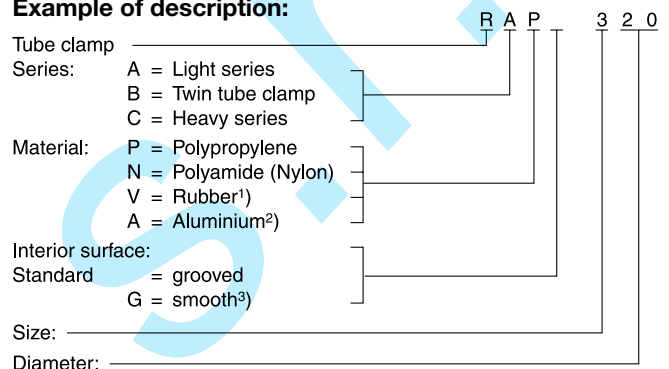 Example of description:
R A P _ 3 2 0
Tube clamp
Series: A = Light series
B = Twin tube clamp
C = Heavy series
Material: P = Polypropylene
N = Polyamide (Nylon)
V = Rubber¹)
A = Aluminium²)
Interior surface:
Standard = grooved
G = smooth³)
Size:
Diameter: